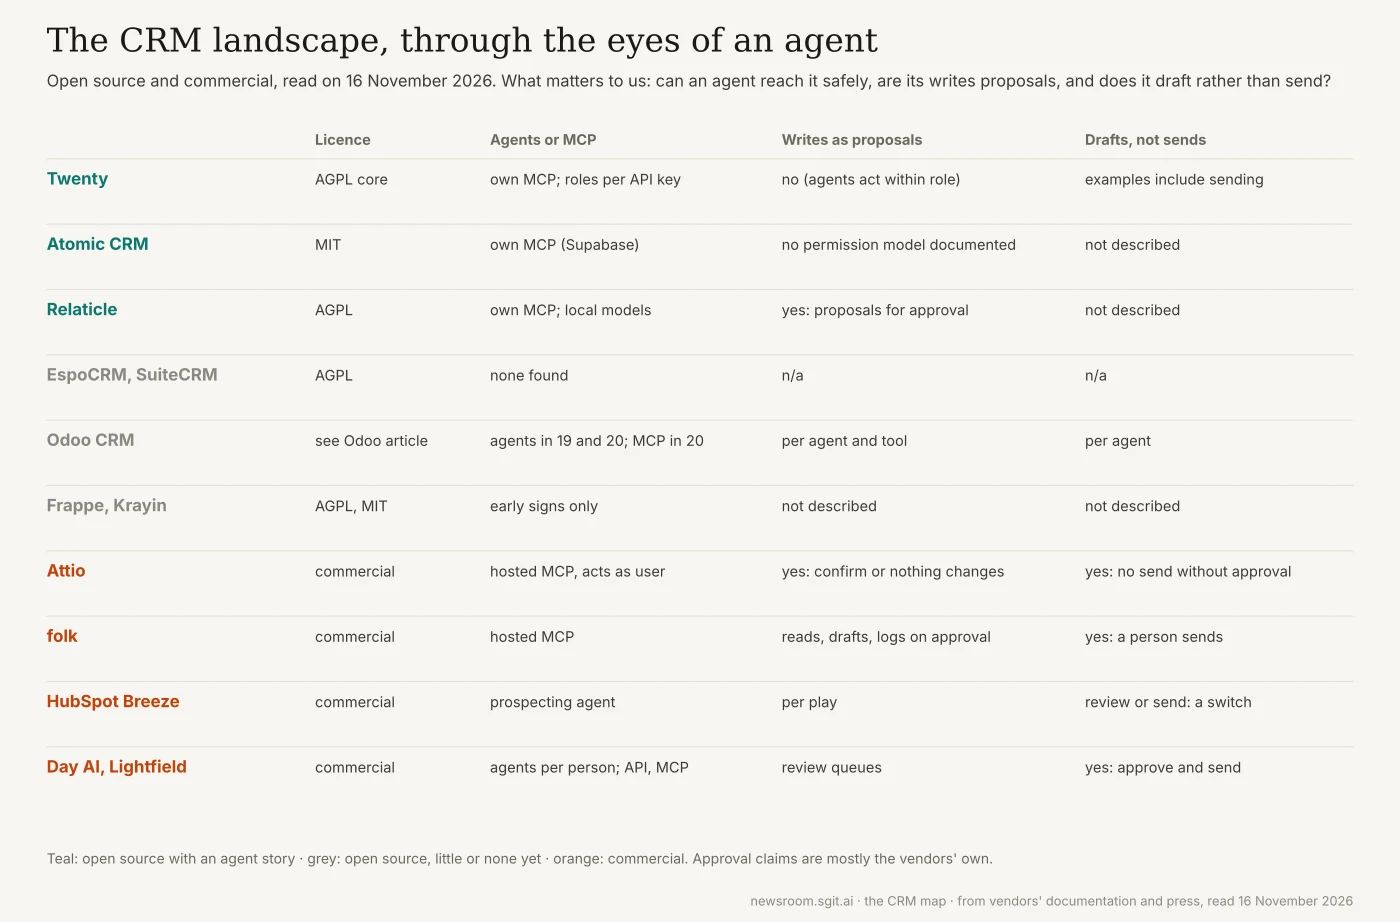 The CRM landscape, through the eyes of an agent
Open source and commercial, read on 16 November 2026. What matters to us: can an agent reach it safely, are its writes proposals, and does it draft rather than send?
Licence Agents or MCP Writes as proposals Drafts, not sends
Twenty AGPL core own MCP; roles per API key no (agents act within role) examples include sending
Atomic CRM MIT own MCP (Supabase) no permission model documented not described
Relaticle AGPL own MCP; local models yes: proposals for approval not described
EspoCRM, SuiteCRM AGPL none found n/a n/a
Odoo CRM see Odoo article agents in 19 and 20; MCP in 20 per agent and tool per agent
Frappe, Krayin AGPL, MIT early signs only not described not described
Attio commercial hosted MCP, acts as user yes: confirm or nothing changes yes: no send without approval
folk commercial hosted MCP reads, drafts, logs on approval yes: a person sends
HubSpot Breeze commercial prospecting agent per play review or send: a switch
Day AI, Lightfield commercial agents per person; API, MCP review queues yes: approve and send
Teal: open source with an agent story · grey: open source, little or none yet · orange: commercial. Approval claims are mostly the vendors' own.
newsroom.sgit.ai · the CRM map · from vendors' documentation and press, read 16 November 2026